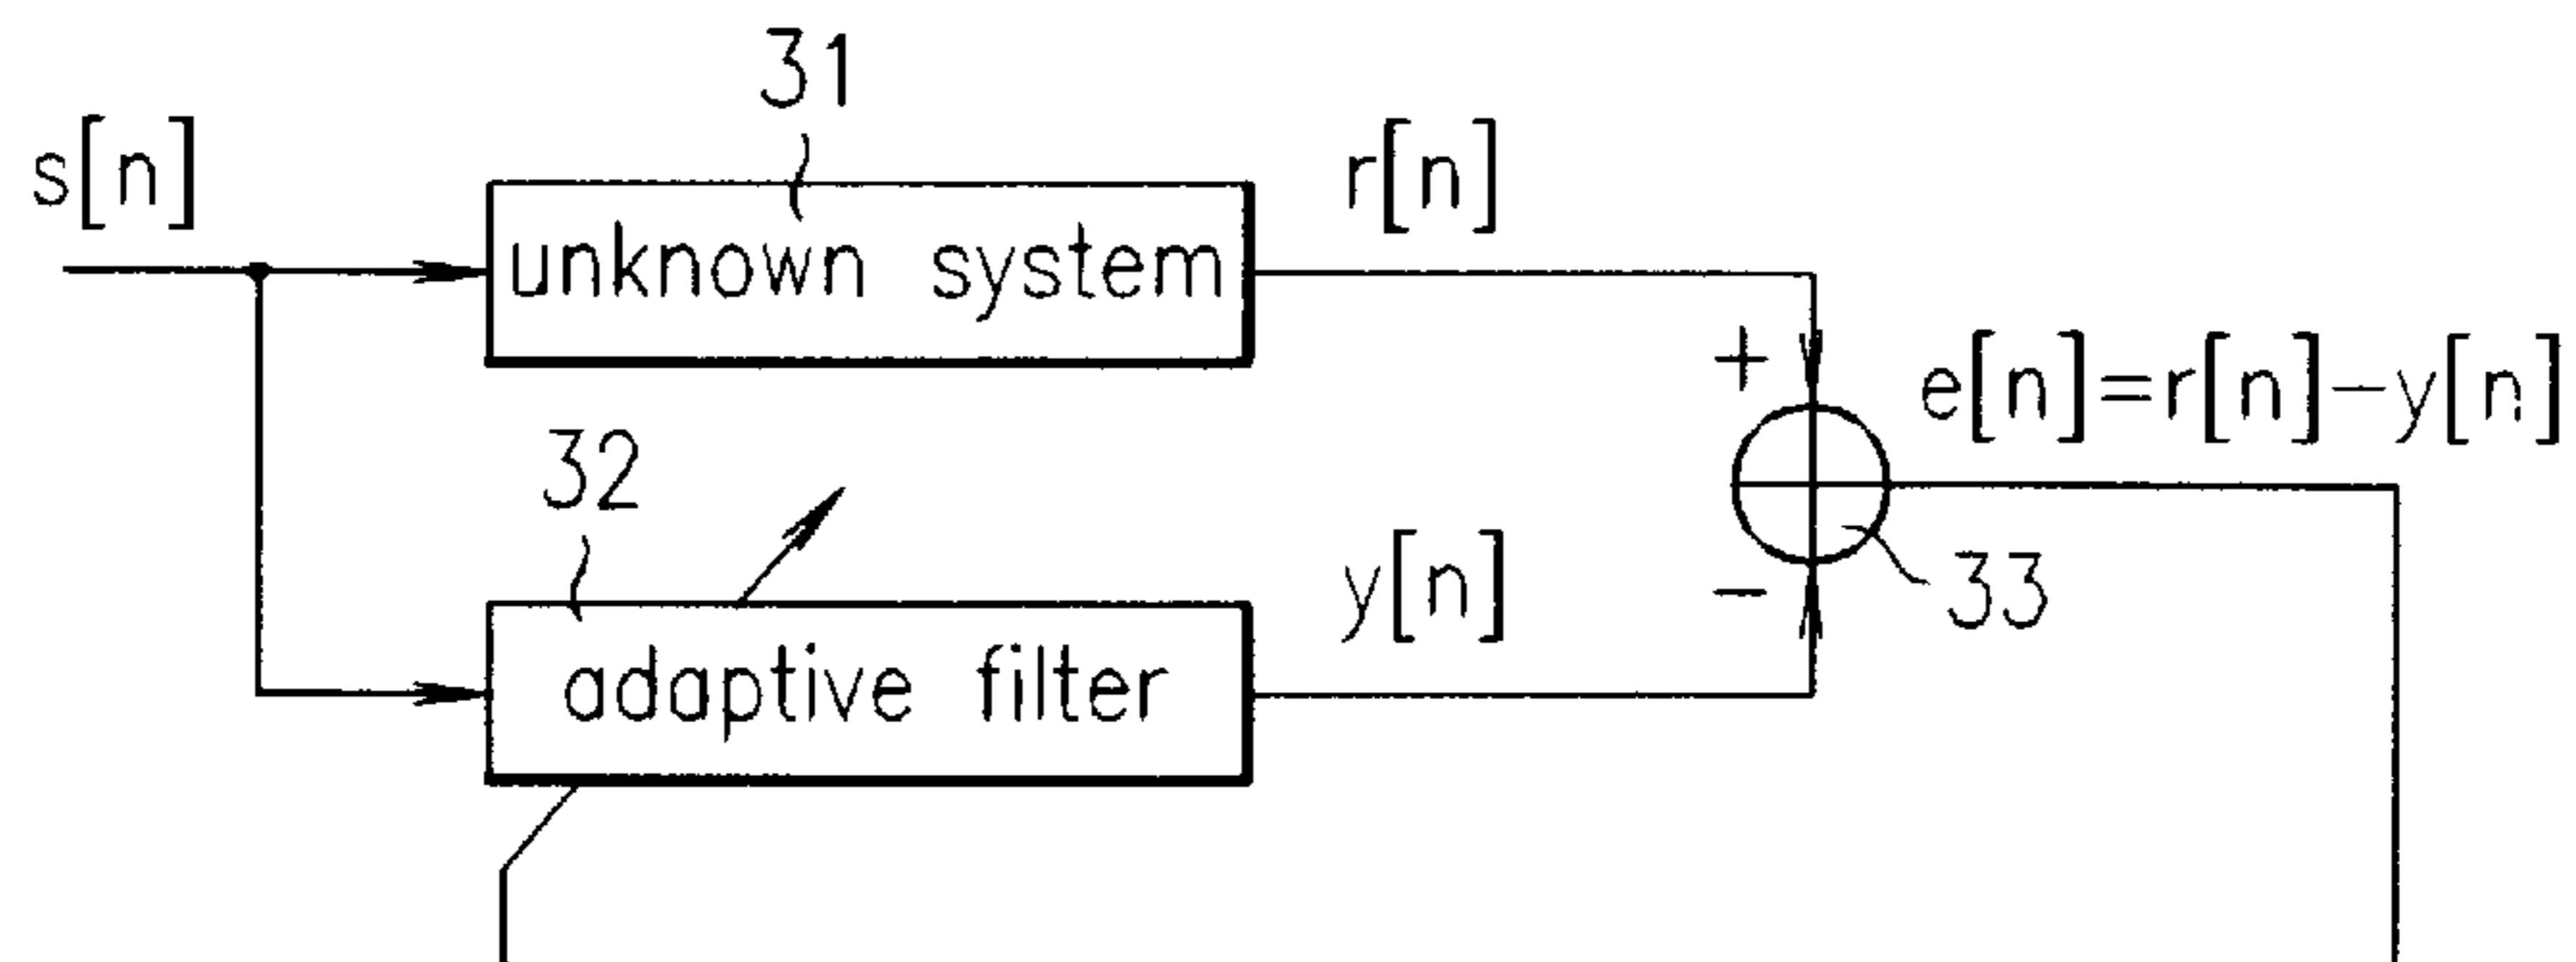 31
s[n]
r[n]
unknown system
+
e[n]=r[n]-y[n]
32
y[n]
-
33
adaptive filter